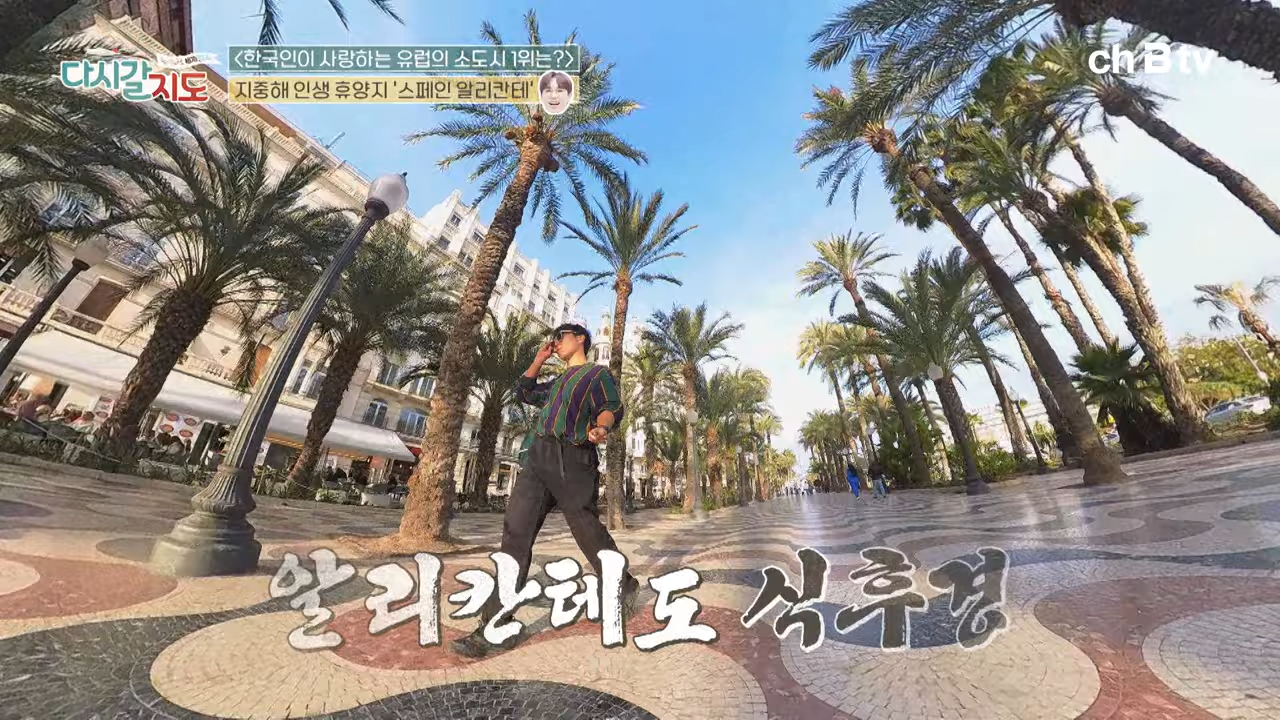 다시갈지도
<한국인이 사랑하는 유럽의 소도시 1위는?>
지중해 인생 휴양지 '스페인 알리칸테'
ch B tv
알리칸테도 식후경